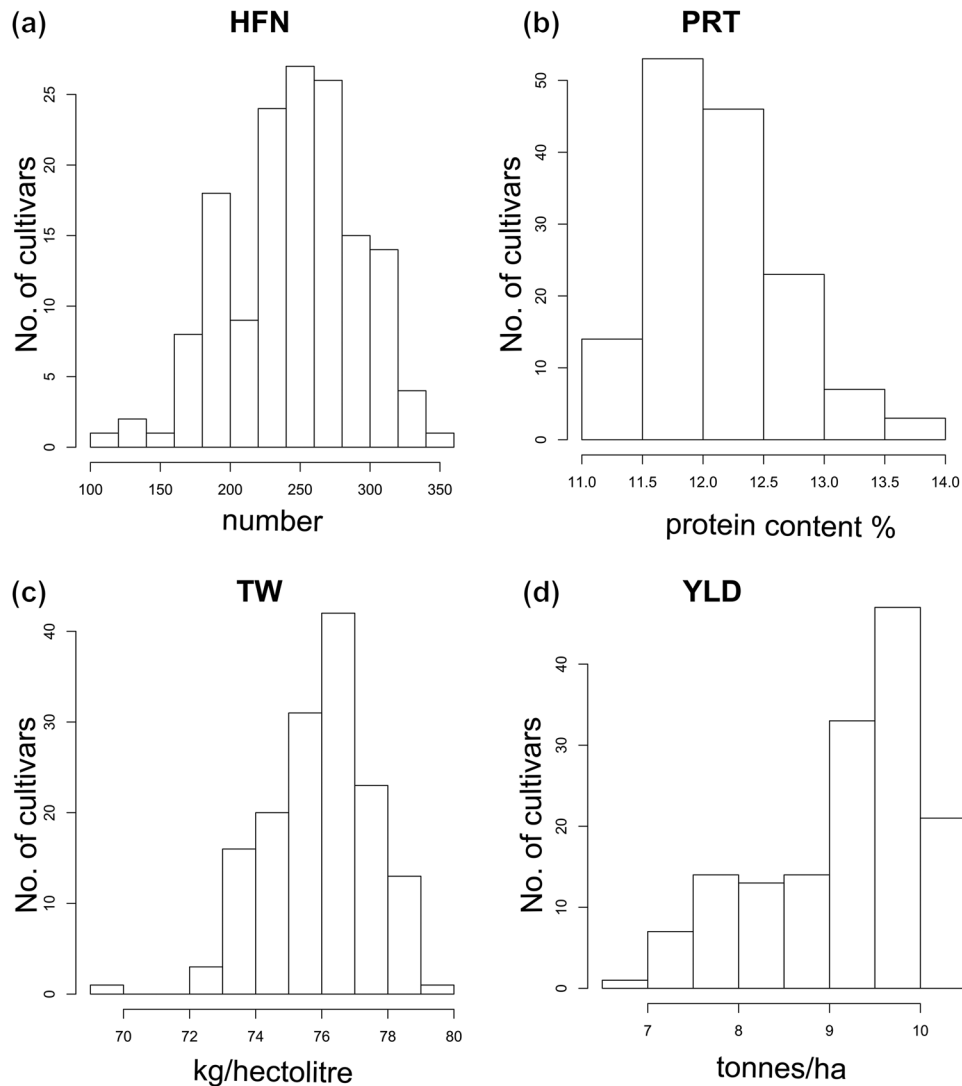 (a) HFN
No. of cultivars
0 5 10 15 20 25
100 150 200 250 300 350
number
(b) PRT
No. of cultivars
0 10 20 30 40 50
11.0 11.5 12.0 12.5 13.0 13.5 14.0
protein content %
(c) TW
No. of cultivars
0 10 20 30 40
70 72 74 76 78 80
kg/hectolitre
(d) YLD
No. of cultivars
0 10 20 30 40
7 8 9 10
tonnes/ha